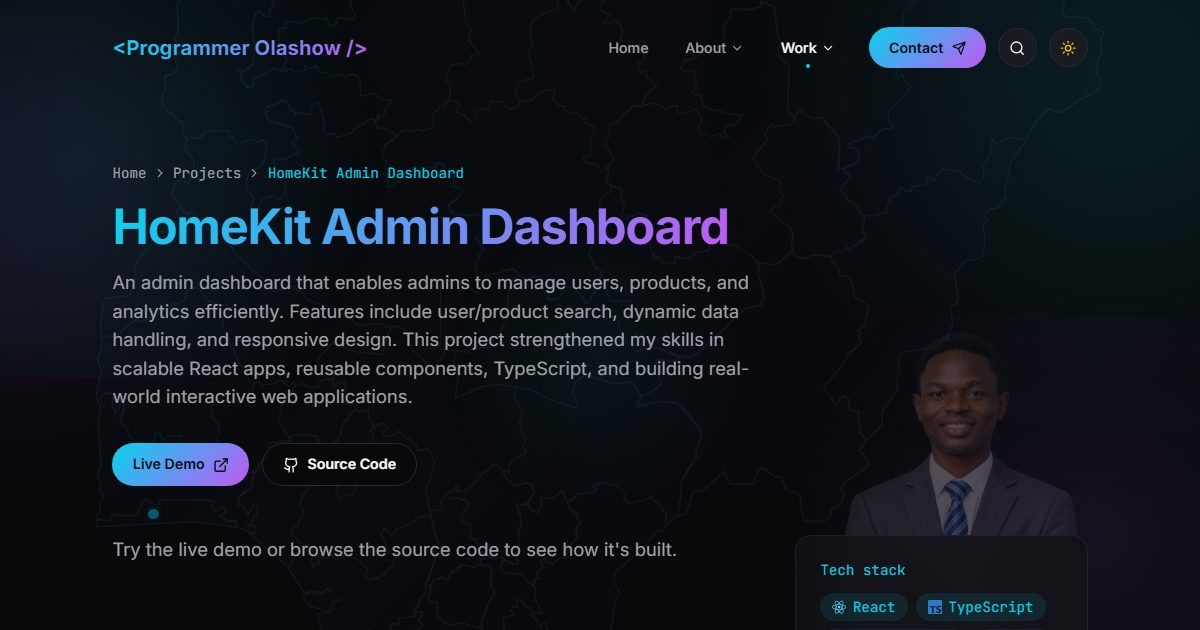 <Programmer Olashow />
Home
About
Work
Contact
Home > Projects > HomeKit Admin Dashboard
HomeKit Admin Dashboard
An admin dashboard that enables admins to manage users, products, and
analytics efficiently. Features include user/product search, dynamic data
handling, and responsive design. This project strengthened my skills in
scalable React apps, reusable components, TypeScript, and building real-
world interactive web applications.
Live Demo
Source Code
Try the live demo or browse the source code to see how it's built.
Tech stack
React
TS TypeScript